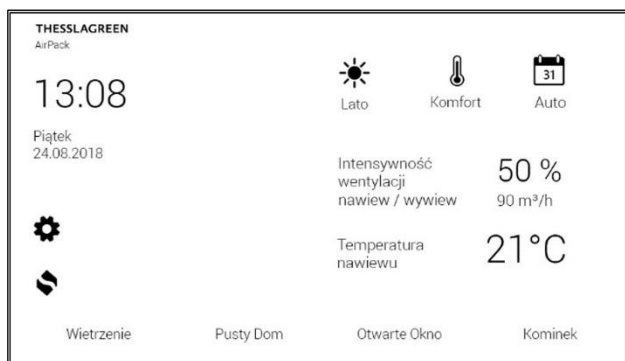 THESSLAGREEN
AirPack
13:08
Piątek
24.08.2018
31
Lato
Komfort
Auto
Intensywność
wentylacji
nawiew / wywiew
50 %
90 m³/h
Temperatura
nawiewu
21°C
Wietrzenie
Pusty Dom
Otwarte Okno
Kominek